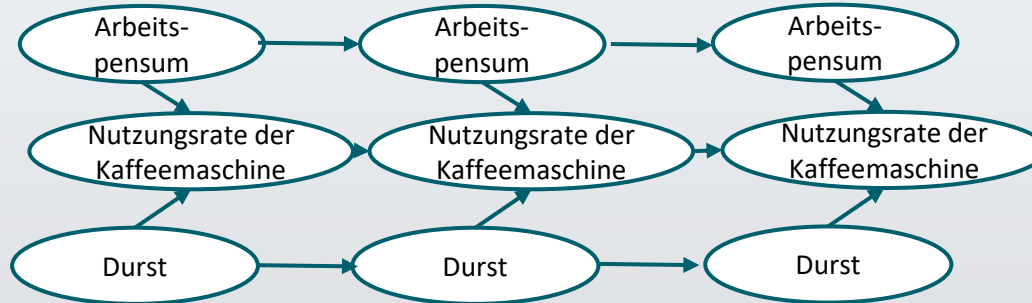 Arbeits-
pensum
Arbeits-
pensum
Arbeits-
pensum
Nutzungsrate der
Kaffeemaschine
Nutzungsrate der
Kaffeemaschine
Nutzungsrate der
Kaffeemaschine
Durst
Durst
Durst